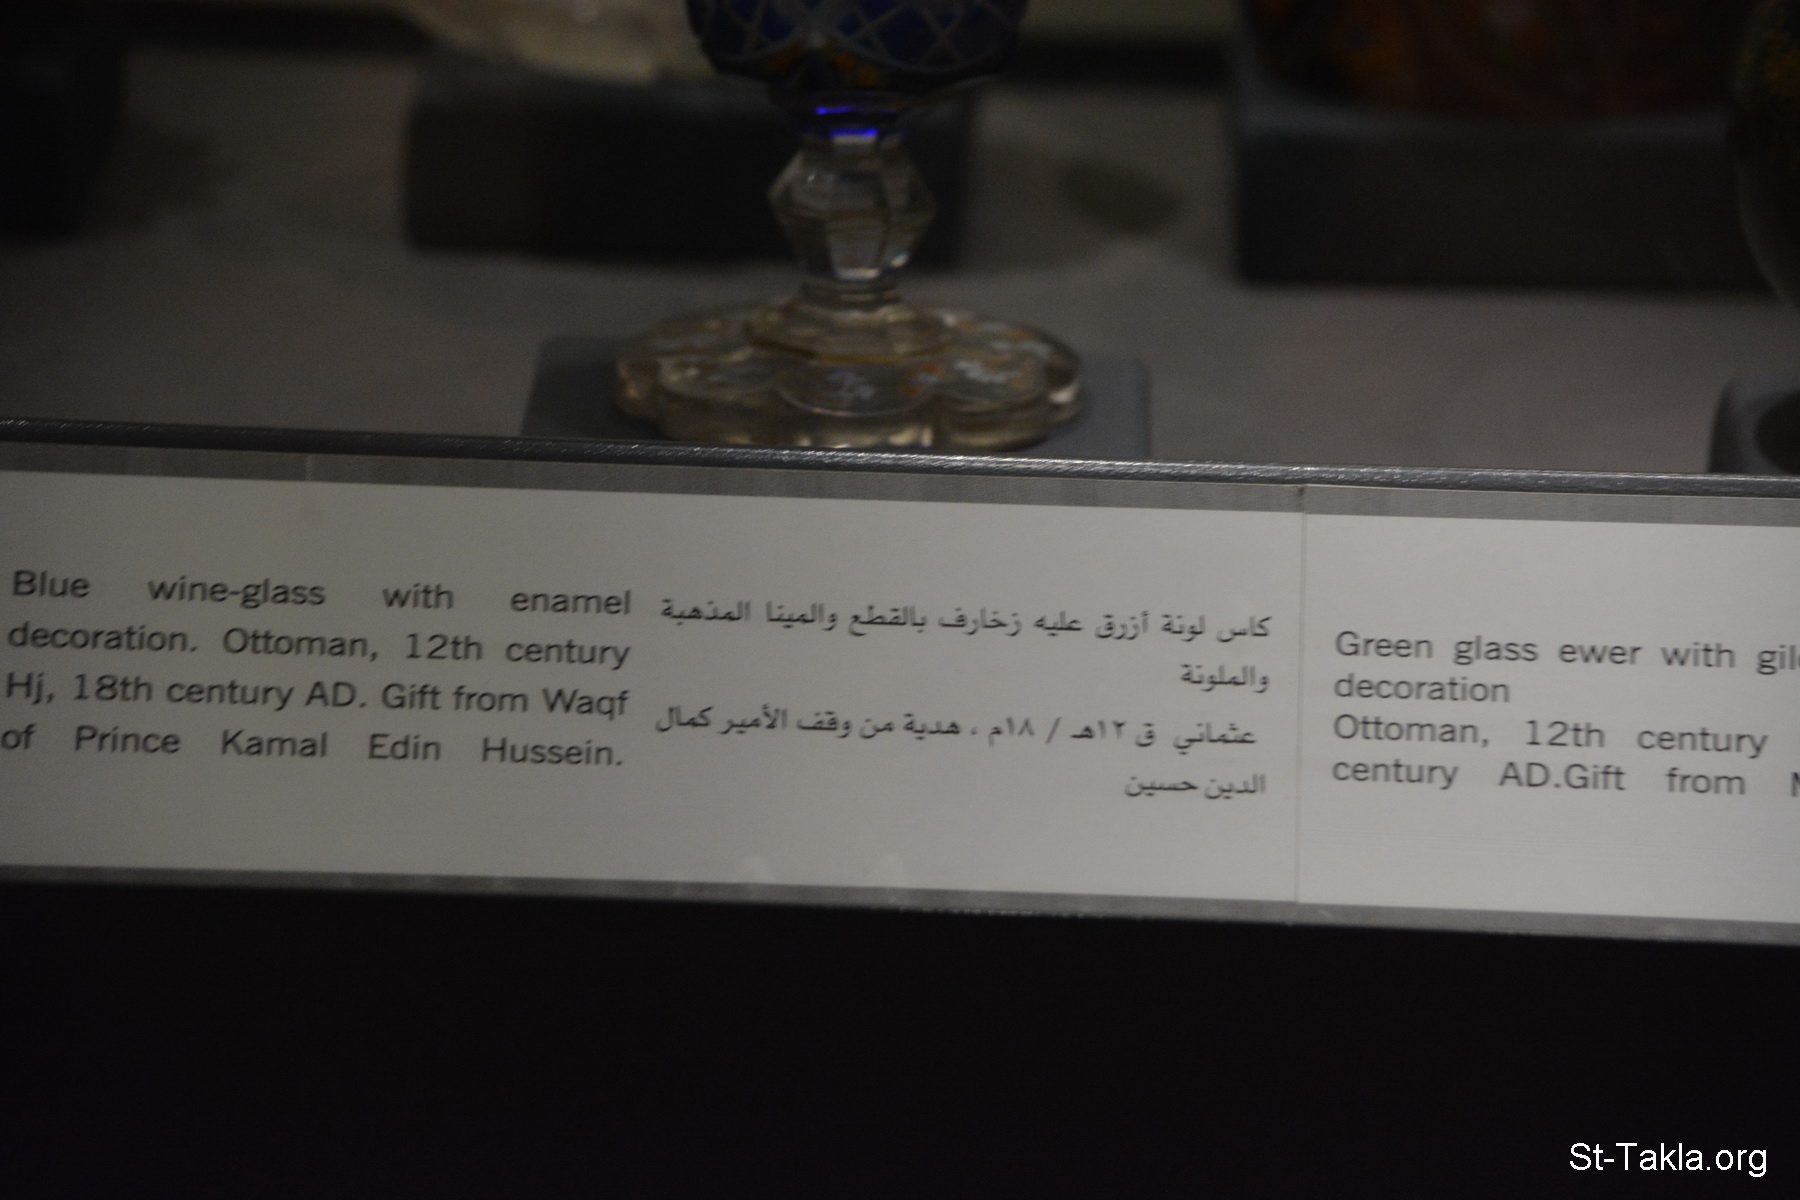 Blue wine-glass with enamel
decoration. Ottoman, 12th century
Hj, 18th century AD. Gift from Waqf
of Prince Kamal Edin Hussein.
كاس لونة أزرق عليه زخارف بالقطع والمينا المذهبة
والملونة
عثماني ق ١٢هـ / ١٨م ، هدية من وقف الأمير كمال
الدين حسين
Green glass ewer with
decoration
Ottoman, 12th century
century AD.Gift from
St-Takla.org